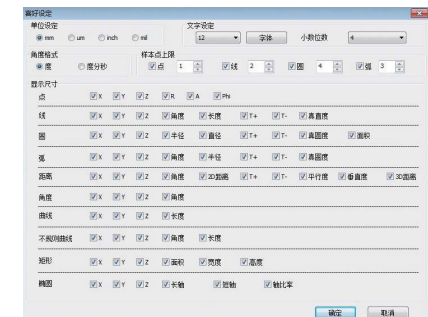 喜好设定
单位设定 文字设定
mm um inch mil 12 字体 小数位数 4
角度格式 样本点上限
度 度分秒 点 1 线 2 圆 4 弧 3
显示尺寸
点 X Y Z R A Phi
线 X Y Z 角度 长度 T+ T- 真直度
圆 X Y Z 半径 直径 T+ T- 真圆度 面积
弧 X Y Z 角度 半径 T+ T- 真圆度
距离 X Y Z 角度 2D距离 T+ T- 平行度 垂直度 3D距离
角度 X Y Z 角度
曲线 X Y Z 长度
不规则曲线 X Y Z 角度 长度
矩形 X Y Z 面积 宽度 高度
椭圆 X Y Z 长轴 短轴 轴比率
确定 取消